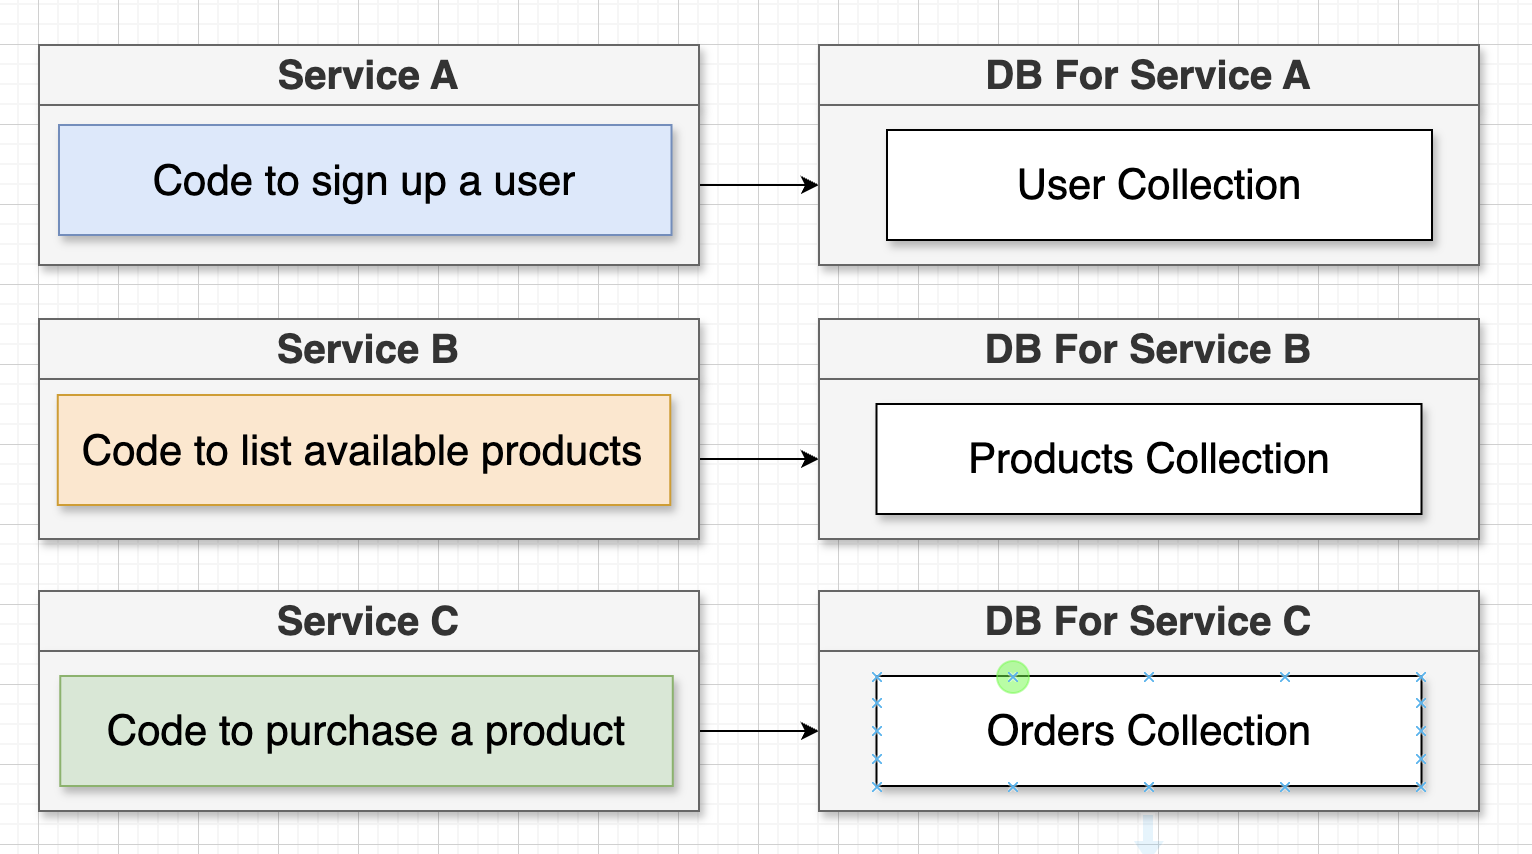 Service A
DB For Service A
Code to sign up a user
User Collection
Service B
DB For Service B
Code to list available products
Products Collection
Service C
DB For Service C
Code to purchase a product
Orders Collection